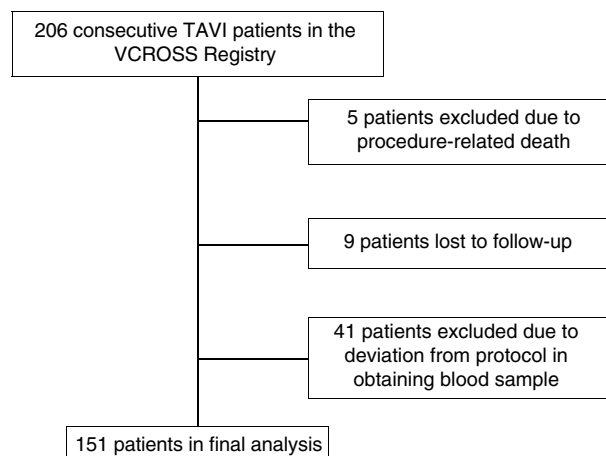 206 consecutive TAVI patients in the
VCROSS Registry
5 patients excluded due to
procedure-related death
9 patients lost to follow-up
41 patients excluded due to
deviation from protocol in
obtaining blood sample
151 patients in final analysis